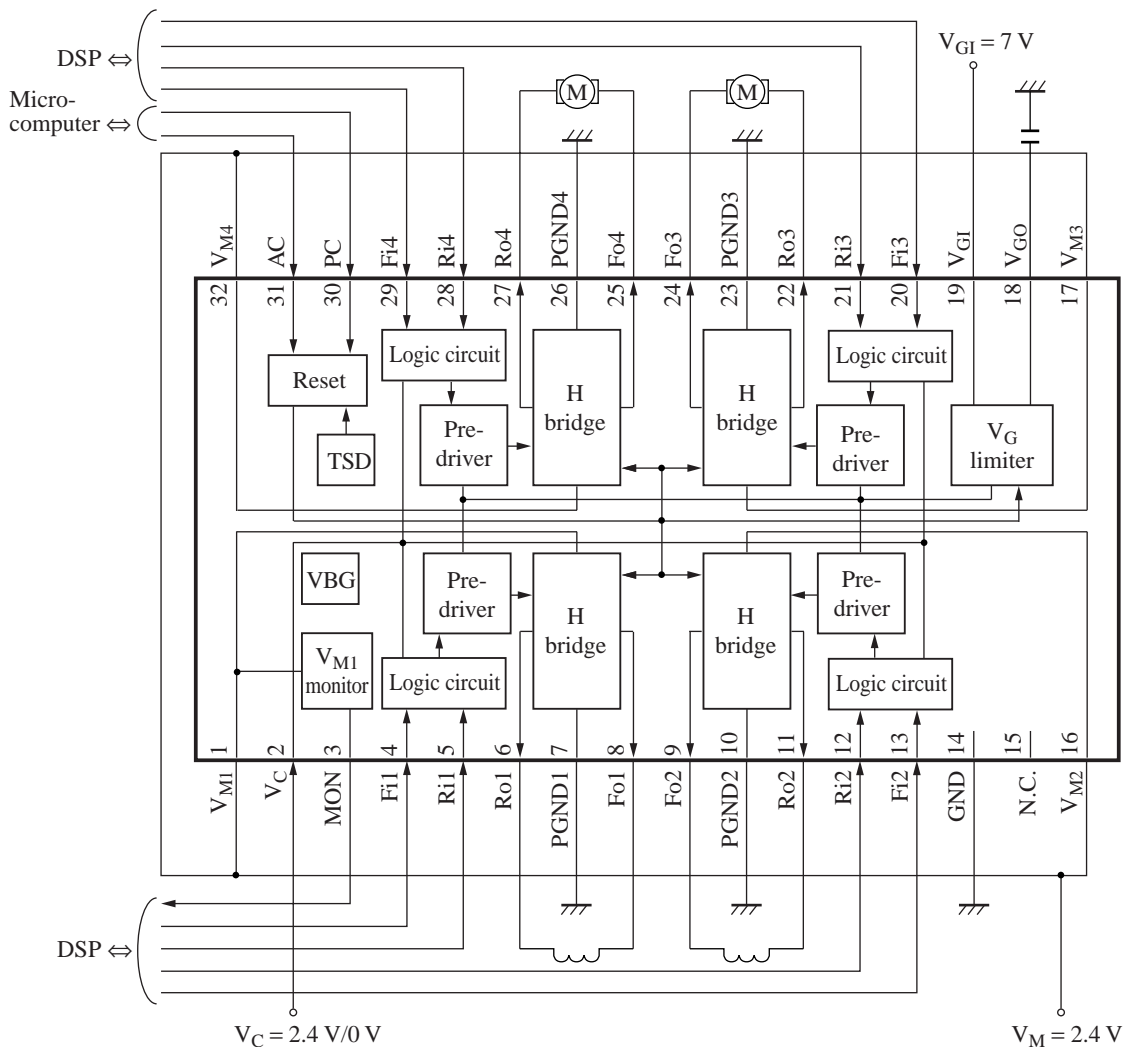 DSP ⇔
Micro-
computer ⇔
V_GI = 7 V
M
M
V_M4
AC
PC
Fi4
Ri4
Ro4
PGND4
Fo4
Fo3
PGND3
Ro3
Ri3
Fi3
V_GI
V_GO
V_M3
32
31
30
29
28
27
26
25
24
23
22
21
20
19
18
17
Reset
TSD
Logic circuit
Pre-
driver
H
bridge
H
bridge
Logic circuit
Pre-
driver
V_G
limiter
VBG
V_M1
monitor
Pre-
driver
Logic circuit
H
bridge
H
bridge
Pre-
driver
Logic circuit
1
2
3
4
5
6
7
8
9
10
11
12
13
14
15
16
V_M1
V_C
MON
Fi1
Ri1
Ro1
PGND1
Fo1
Fo2
PGND2
Ro2
Ri2
Fi2
GND
N.C.
V_M2
DSP ⇔
V_C = 2.4 V/0 V
V_M = 2.4 V